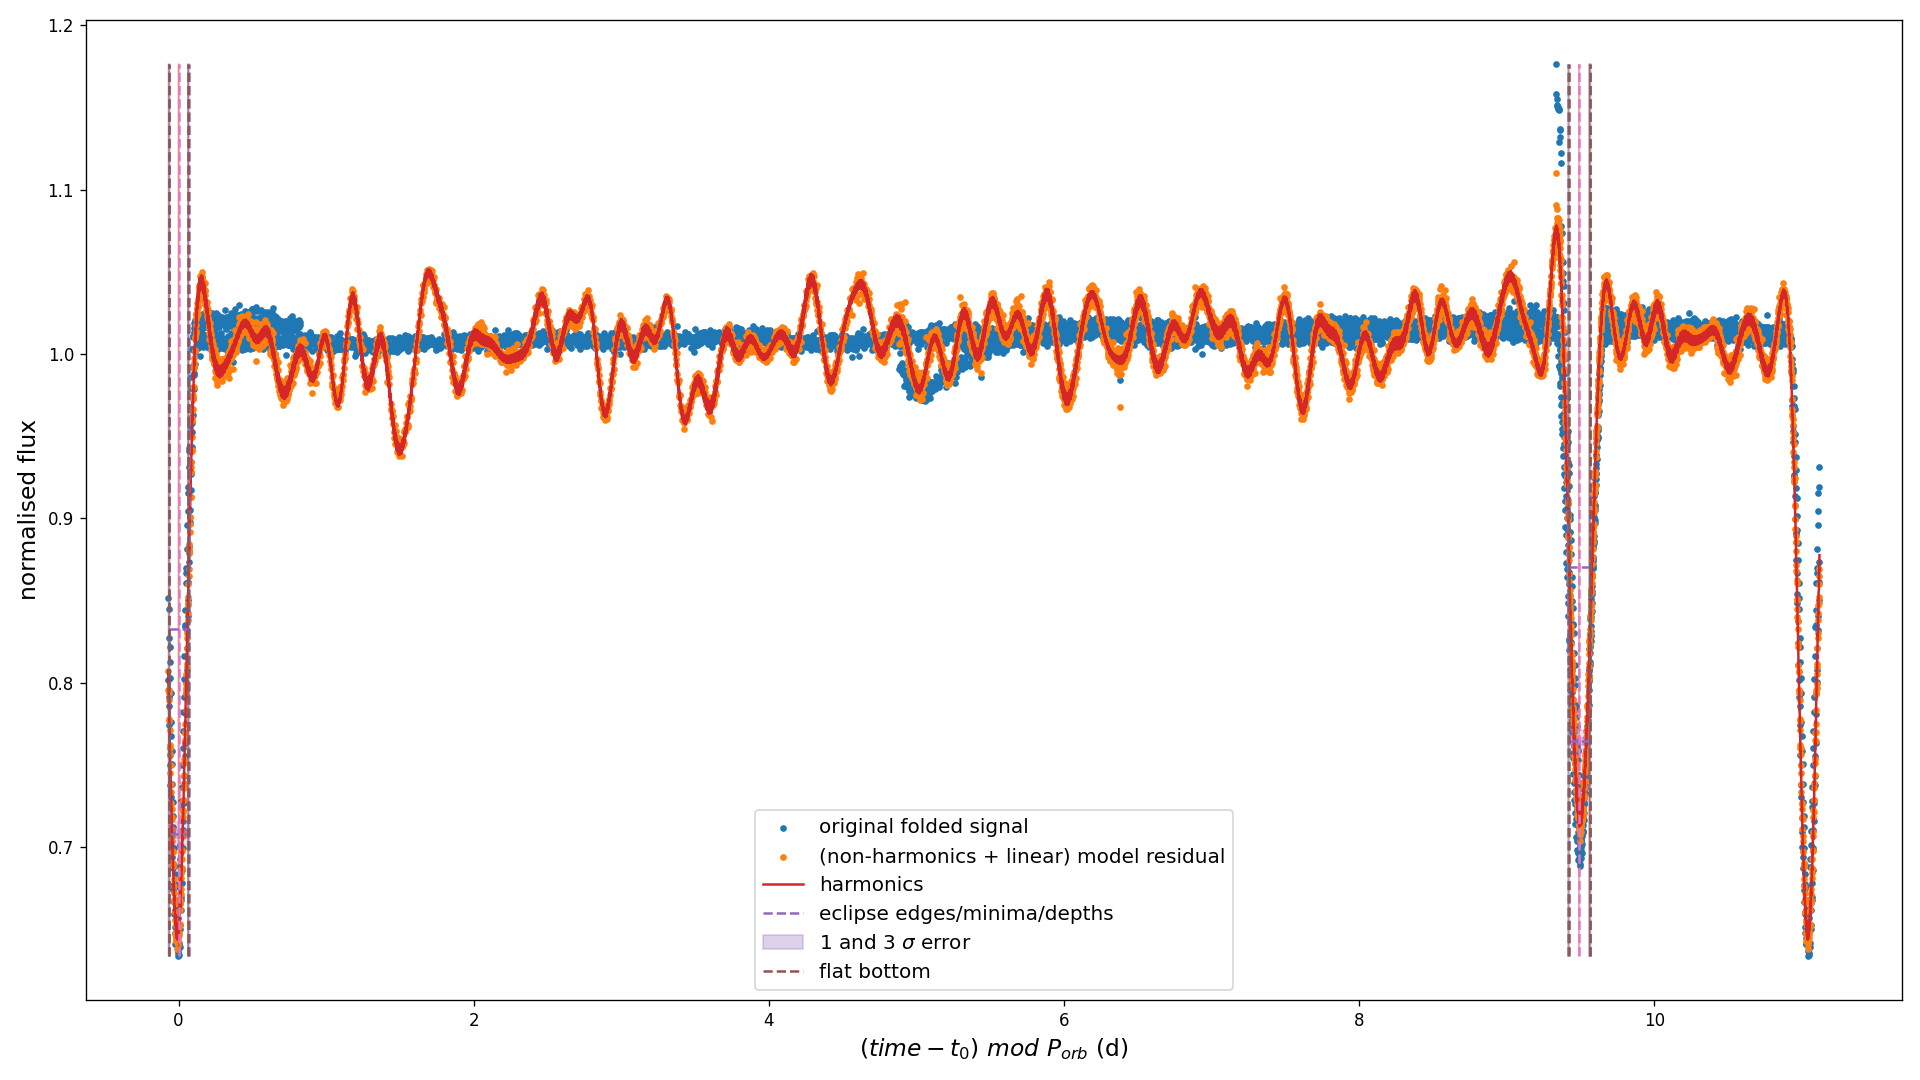 1.2
1.1
1.0
0.9
0.8
0.7
normalised flux
original folded signal
(non-harmonics + linear) model residual
harmonics
eclipse edges/minima/depths
1 and 3 σ error
flat bottom
0 2 4 6 8 10
(time − t₀) mod P_orb (d)